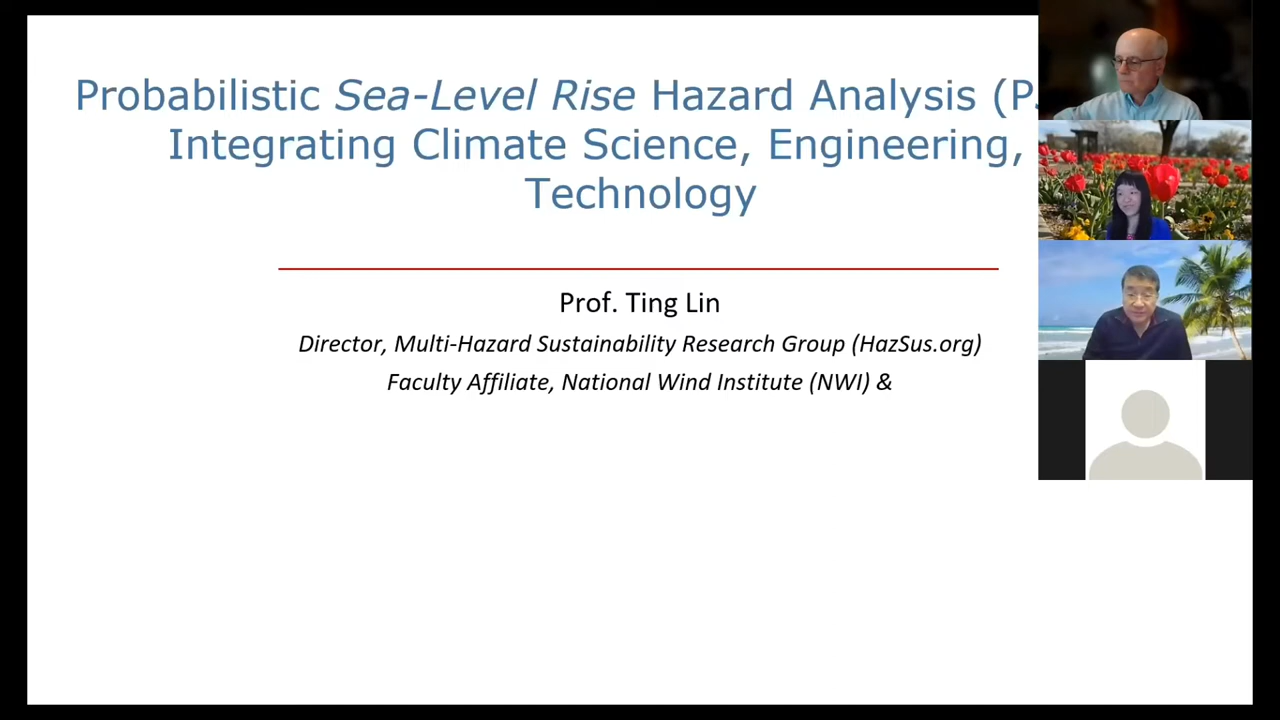 Probabilistic Sea-Level Rise Hazard Analysis
Integrating Climate Science, Engineering,
Technology
Prof. Ting Lin
Director, Multi-Hazard Sustainability Research Group (HazSus.org)
Faculty Affiliate, National Wind Institute (NWI) &